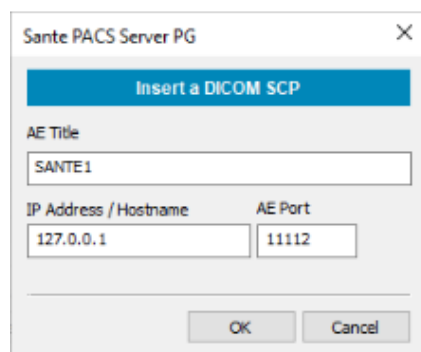 Sante PACS Server PG
Insert a DICOM SCP
AE Title
SANTE1
IP Address / Hostname AE Port
127.0.0.1 11112
OK Cancel